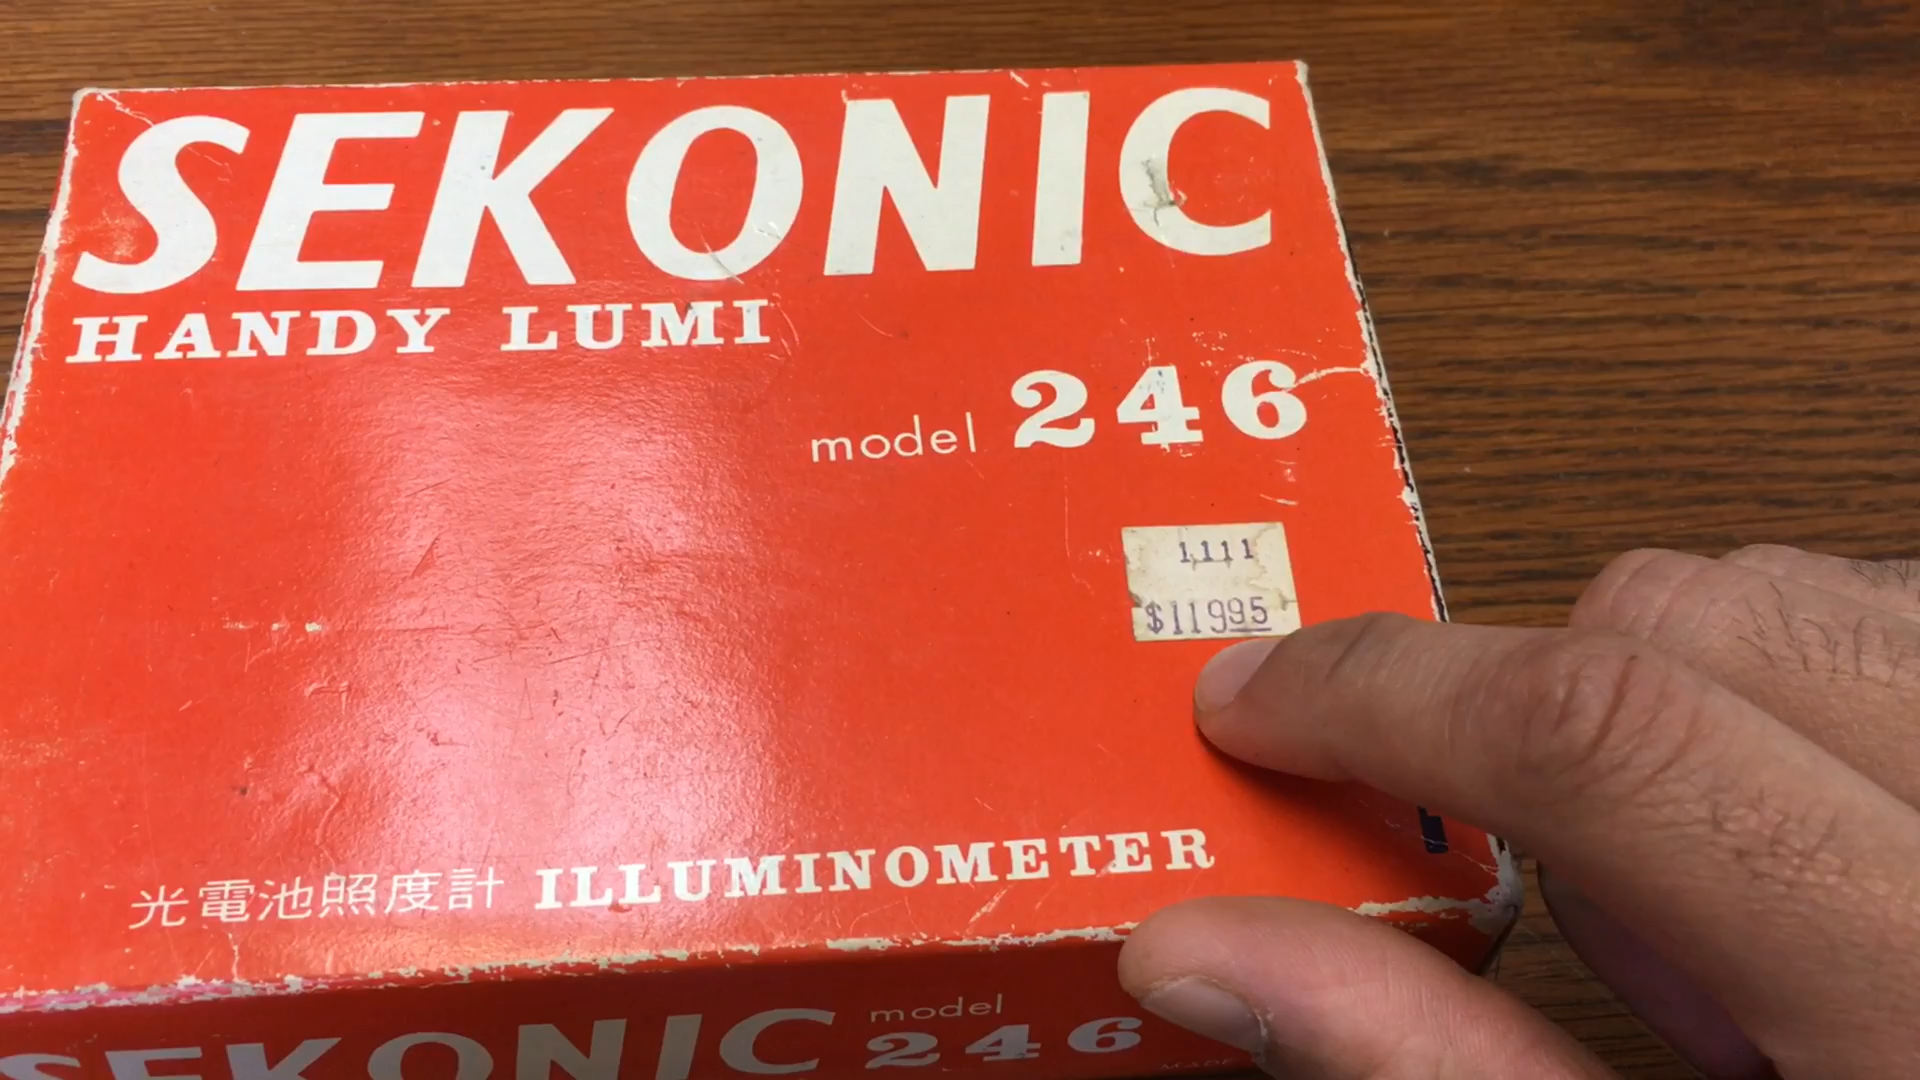 SEKONIC
HANDY LUMI
model 246
1111
$11995
光電池照度計 ILLUMINOMETER
SEKONIC model 246